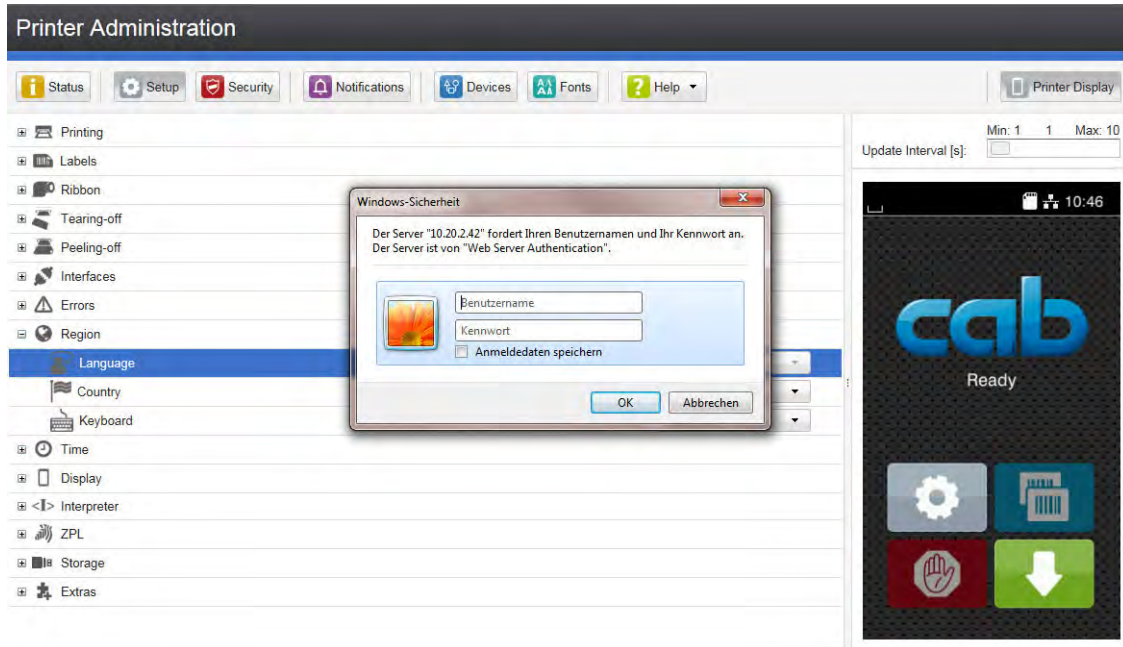 Printer Administration
Status
Setup
Security
Notifications
Devices
Fonts
Help
Printer Display
Printing
Labels
Ribbon
Tearing-off
Peeling-off
Interfaces
Errors
Region
Language
Country
Keyboard
Time
Display
<I> Interpreter
ZPL
Storage
Extras
Windows-Sicherheit
Der Server "10.20.2.42" fordert Ihren Benutzernamen und Ihr Kennwort an.
Der Server ist von "Web Server Authentication".
Benutzername
Kennwort
Anmeldedaten speichern
OK Abbrechen
Min: 1 1 Max: 10
Update Interval [s]:
10:46
cab
Ready